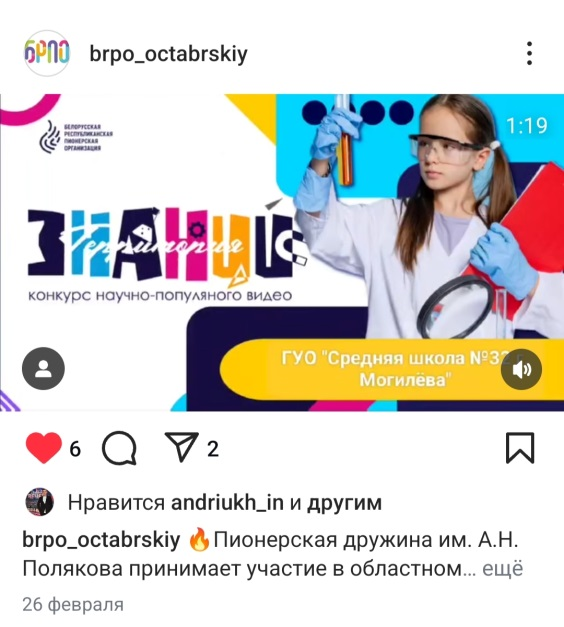 БРПО
brpo_octabrskiy
БЕЛОРУССКАЯ
РЕСПУБЛИКАНСКАЯ
ПИОНЕРСКАЯ
ОРГАНИЗАЦИЯ
1:19
Территория
ЗНАНИЙ
конкурс научно-популяного видео
ГУО "Средняя школа №3
Могилёва"
6
2
Нравится andriukh_in и другим
brpo_octabrskiy 🔥Пионерская дружина им. А.Н.
Полякова принимает участие в областном... ещё
26 февраля